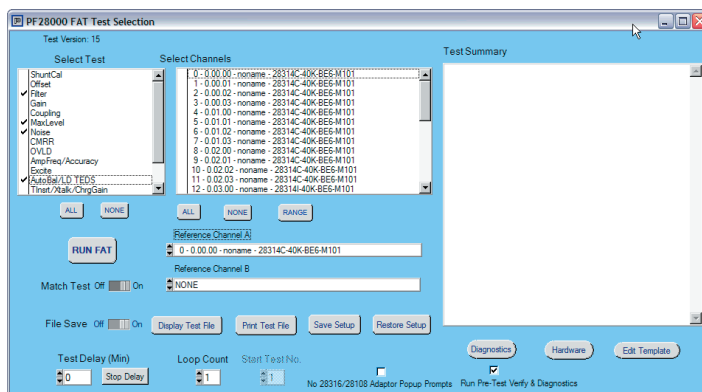 PF28000 FAT Test Selection
Test Version: 15
Select Test
Select Channels
Test Summary
ShuntCal
Offset
Filter
Gain
Coupling
MaxLevel
Noise
CMRR
OVLD
AmpFreq/Accuracy
Excite
AutoBal/LD TEDS
TInsrt/Xtalk/ChrgGain
0 - 0.00.00 - noname - 28314C-40K-BE6-M101
1 - 0.00.01 - noname - 28314C-40K-BE6-M101
2 - 0.00.02 - noname - 28314C-40K-BE6-M101
3 - 0.00.03 - noname - 28314C-40K-BE6-M101
4 - 0.01.00 - noname - 28314C-40K-BE6-M101
5 - 0.01.01 - noname - 28314C-40K-BE6-M101
6 - 0.01.02 - noname - 28314C-40K-BE6-M101
7 - 0.01.03 - noname - 28314C-40K-BE6-M101
8 - 0.02.00 - noname - 28314C-40K-BE6-M101
9 - 0.02.01 - noname - 28314C-40K-BE6-M101
10 - 0.02.02 - noname - 28314C-40K-BE6-M101
11 - 0.02.03 - noname - 28314C-40K-BE6-M101
12 - 0.03.00 - noname - 28314I-40K-BE6-M101
ALL
NONE
ALL
NONE
RANGE
RUN FAT
Reference Channel A
0 - 0.00.00 - noname - 28314C-40K-BE6-M101
Reference Channel B
NONE
Match Test Off On
File Save Off On
Display Test File
Print Test File
Save Setup
Restore Setup
Diagnostics
Hardware
Edit Template
Test Delay (Min)
0
Stop Delay
Loop Count
1
Start Test No.
1
No 28316/28108 Adaptor Popup Prompts
Run Pre-Test Verify & Diagnostics